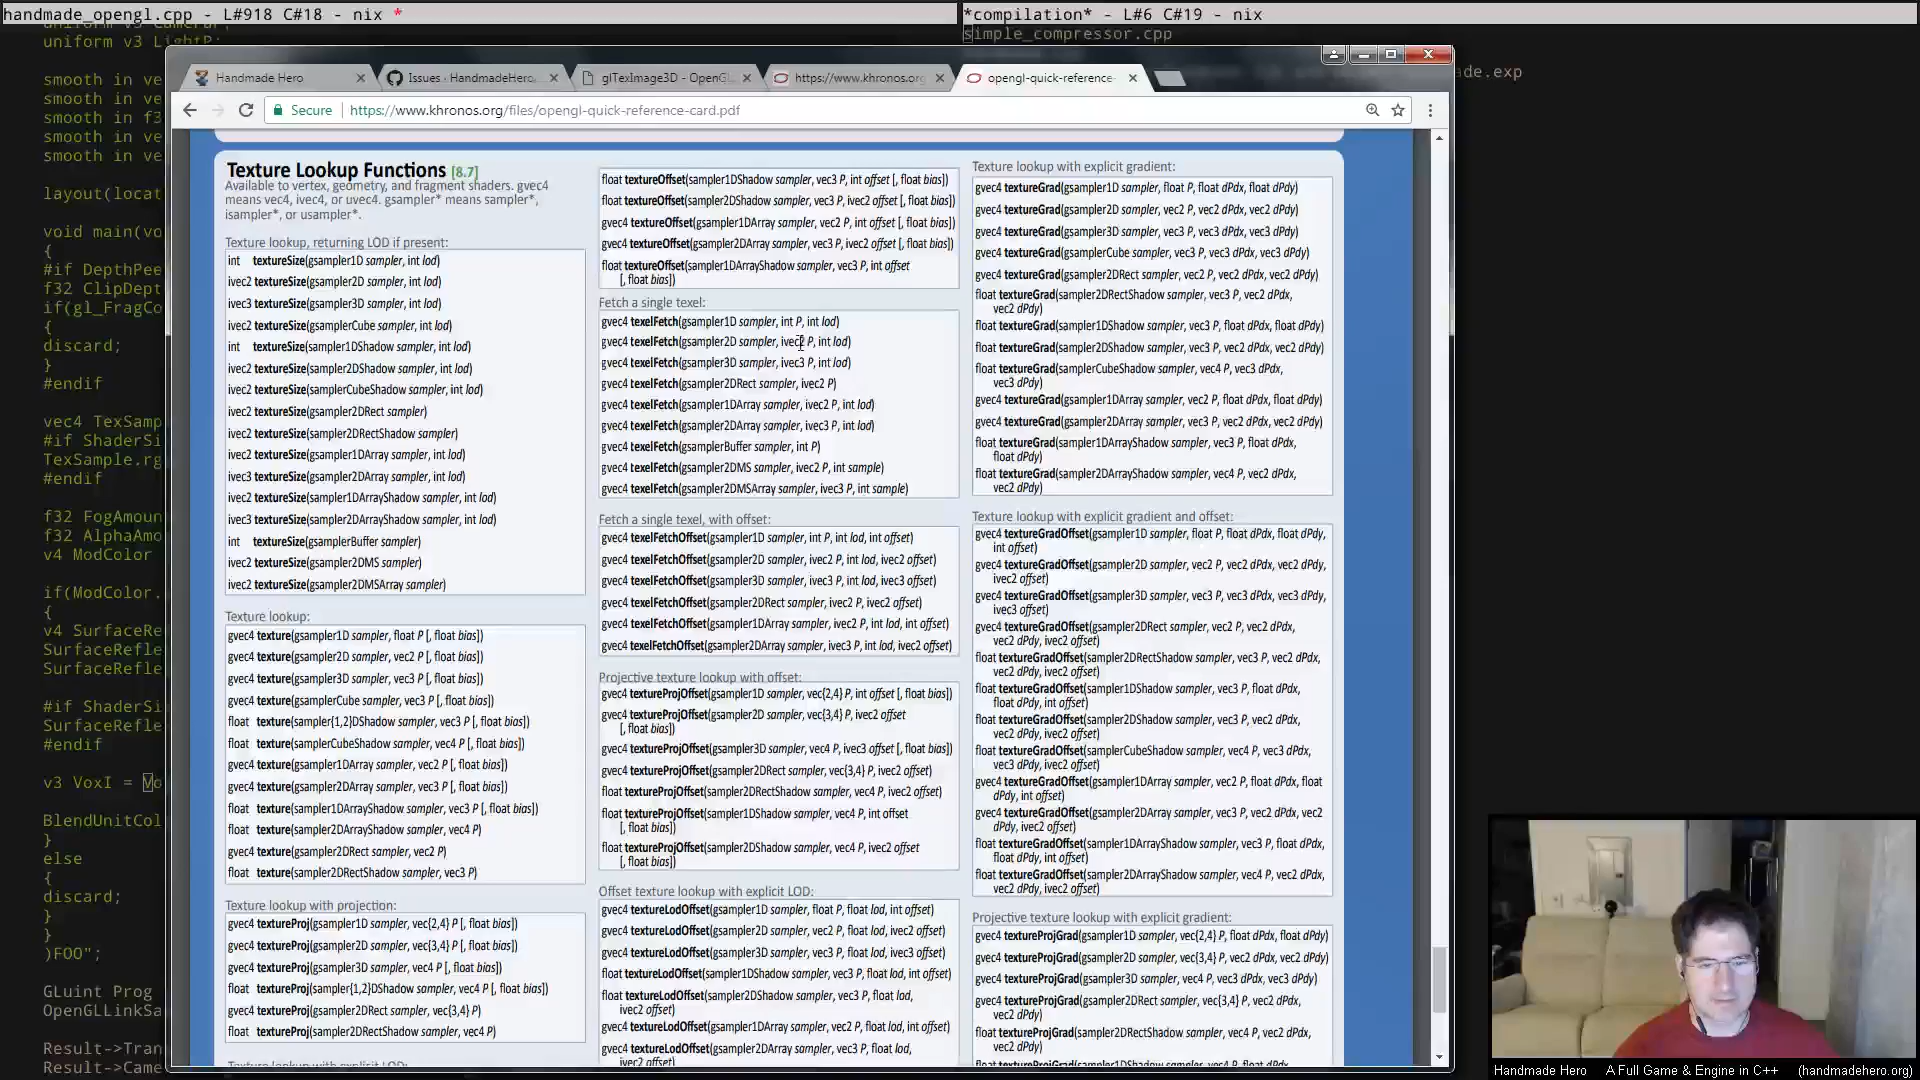 handmade_opengl.cpp - L#918 C#18 - nix *
*compilation* - L#6 C#19 - nix
simple_compressor.cpp
ade.exp
uniform v3 LightP;
smooth in ve
smooth in ve
smooth in f3
smooth in ve
smooth in ve
layout(locat
void main(vo
{
#if DepthPee
f32 ClipDept
if(gl_FragCo
{
discard;
}
#endif
vec4 TexSamp
#if ShaderSi
TexSample.rg
#endif
f32 FogAmoun
f32 AlphaAmo
v4 ModColor
if(ModColor.
{
v4 SurfaceRe
SurfaceRefle
SurfaceRefle
#if ShaderSi
SurfaceRefle
#endif
v3 VoxI = Vo
BlendUnitCol
}
else
{
discard;
}
}
)FOO";
GLuint Prog
OpenGLLinkSa
Result->Tran
Result->Came
Handmade Hero
Issues · HandmadeHero
glTexImage3D - OpenGL
https://www.khronos.org
opengl-quick-reference-
Secure https://www.khronos.org/files/opengl-quick-reference-card.pdf
Texture Lookup Functions [8.7]
Available to vertex, geometry, and fragment shaders. gvec4
means vec4, ivec4, or uvec4. gsampler* means sampler*,
isampler*, or usampler*.
Texture lookup, returning LOD if present:
int textureSize(gsampler1D sampler, int lod)
ivec2 textureSize(gsampler2D sampler, int lod)
ivec3 textureSize(gsampler3D sampler, int lod)
ivec2 textureSize(gsamplerCube sampler, int lod)
int textureSize(sampler1DShadow sampler, int lod)
ivec2 textureSize(sampler2DShadow sampler, int lod)
ivec2 textureSize(samplerCubeShadow sampler, int lod)
ivec2 textureSize(gsampler2DRect sampler)
ivec2 textureSize(sampler2DRectShadow sampler)
ivec2 textureSize(gsampler1DArray sampler, int lod)
ivec3 textureSize(gsampler2DArray sampler, int lod)
ivec2 textureSize(sampler1DArrayShadow sampler, int lod)
ivec3 textureSize(sampler2DArrayShadow sampler, int lod)
int textureSize(gsamplerBuffer sampler)
ivec2 textureSize(gsampler2DMS sampler)
ivec2 textureSize(gsampler2DMSArray sampler)
Texture lookup:
gvec4 texture(gsampler1D sampler, float P [, float bias])
gvec4 texture(gsampler2D sampler, vec2 P [, float bias])
gvec4 texture(gsampler3D sampler, vec3 P [, float bias])
gvec4 texture(gsamplerCube sampler, vec3 P [, float bias])
float texture(sampler{1,2}DShadow sampler, vec3 P [, float bias])
float texture(samplerCubeShadow sampler, vec4 P [, float bias])
gvec4 texture(gsampler1DArray sampler, vec2 P [, float bias])
gvec4 texture(gsampler2DArray sampler, vec3 P [, float bias])
float texture(sampler1DArrayShadow sampler, vec3 P [, float bias])
float texture(sampler2DArrayShadow sampler, vec4 P)
gvec4 texture(gsampler2DRect sampler, vec2 P)
float texture(sampler2DRectShadow sampler, vec3 P)
Texture lookup with projection:
gvec4 textureProj(gsampler1D sampler, vec{2,4} P [, float bias])
gvec4 textureProj(gsampler2D sampler, vec{3,4} P [, float bias])
gvec4 textureProj(gsampler3D sampler, vec4 P [, float bias])
float textureProj(sampler{1,2}DShadow sampler, vec4 P [, float bias])
gvec4 textureProj(gsampler2DRect sampler, vec{3,4} P)
float textureProj(sampler2DRectShadow sampler, vec4 P)
Texture lookup with explicit LOD:
float textureOffset(sampler1DShadow sampler, vec3 P, int offset [, float bias])
float textureOffset(sampler2DShadow sampler, vec3 P, ivec2 offset [, float bias])
gvec4 textureOffset(gsampler1DArray sampler, vec2 P, int offset [, float bias])
gvec4 textureOffset(gsampler2DArray sampler, vec3 P, ivec2 offset [, float bias])
float textureOffset(sampler1DArrayShadow sampler, vec3 P, int offset
[, float bias])
Fetch a single texel:
gvec4 texelFetch(gsampler1D sampler, int P, int lod)
gvec4 texelFetch(gsampler2D sampler, ivec2 P, int lod)
gvec4 texelFetch(gsampler3D sampler, ivec3 P, int lod)
gvec4 texelFetch(gsampler2DRect sampler, ivec2 P)
gvec4 texelFetch(gsampler1DArray sampler, ivec2 P, int lod)
gvec4 texelFetch(gsampler2DArray sampler, ivec3 P, int lod)
gvec4 texelFetch(gsamplerBuffer sampler, int P)
gvec4 texelFetch(gsampler2DMS sampler, ivec2 P, int sample)
gvec4 texelFetch(gsampler2DMSArray sampler, ivec3 P, int sample)
Fetch a single texel, with offset:
gvec4 texelFetchOffset(gsampler1D sampler, int P, int lod, int offset)
gvec4 texelFetchOffset(gsampler2D sampler, ivec2 P, int lod, ivec2 offset)
gvec4 texelFetchOffset(gsampler3D sampler, ivec3 P, int lod, ivec3 offset)
gvec4 texelFetchOffset(gsampler2DRect sampler, ivec2 P, ivec2 offset)
gvec4 texelFetchOffset(gsampler1DArray sampler, ivec2 P, int lod, int offset)
gvec4 texelFetchOffset(gsampler2DArray sampler, ivec3 P, int lod, ivec2 offset)
Projective texture lookup with offset:
gvec4 textureProjOffset(gsampler1D sampler, vec{2,4} P, int offset [, float bias])
gvec4 textureProjOffset(gsampler2D sampler, vec{3,4} P, ivec2 offset
[, float bias])
gvec4 textureProjOffset(gsampler3D sampler, vec4 P, ivec3 offset [, float bias])
gvec4 textureProjOffset(gsampler2DRect sampler, vec{3,4} P, ivec2 offset)
float textureProjOffset(sampler2DRectShadow sampler, vec4 P, ivec2 offset)
float textureProjOffset(sampler1DShadow sampler, vec4 P, int offset
[, float bias])
float textureProjOffset(sampler2DShadow sampler, vec4 P, ivec2 offset
[, float bias])
Offset texture lookup with explicit LOD:
gvec4 textureLodOffset(gsampler1D sampler, float P, float lod, int offset)
gvec4 textureLodOffset(gsampler2D sampler, vec2 P, float lod, ivec2 offset)
gvec4 textureLodOffset(gsampler3D sampler, vec3 P, float lod, ivec3 offset)
float textureLodOffset(sampler1DShadow sampler, vec3 P, float lod, int offset)
float textureLodOffset(sampler2DShadow sampler, vec3 P, float lod,
ivec2 offset)
gvec4 textureLodOffset(gsampler1DArray sampler, vec2 P, float lod, int offset)
gvec4 textureLodOffset(gsampler2DArray sampler, vec3 P, float lod,
ivec2 offset)
Texture lookup with explicit gradient:
gvec4 textureGrad(gsampler1D sampler, float P, float dPdx, float dPdy)
gvec4 textureGrad(gsampler2D sampler, vec2 P, vec2 dPdx, vec2 dPdy)
gvec4 textureGrad(gsampler3D sampler, vec3 P, vec3 dPdx, vec3 dPdy)
gvec4 textureGrad(gsamplerCube sampler, vec3 P, vec3 dPdx, vec3 dPdy)
gvec4 textureGrad(gsampler2DRect sampler, vec2 P, vec2 dPdx, vec2 dPdy)
float textureGrad(sampler2DRectShadow sampler, vec3 P, vec2 dPdx,
vec2 dPdy)
float textureGrad(sampler1DShadow sampler, vec3 P, float dPdx, float dPdy)
float textureGrad(sampler2DShadow sampler, vec3 P, vec2 dPdx, vec2 dPdy)
float textureGrad(samplerCubeShadow sampler, vec4 P, vec3 dPdx,
vec3 dPdy)
gvec4 textureGrad(gsampler1DArray sampler, vec2 P, float dPdx, float dPdy)
gvec4 textureGrad(gsampler2DArray sampler, vec3 P, vec2 dPdx, vec2 dPdy)
float textureGrad(sampler1DArrayShadow sampler, vec3 P, float dPdx,
float dPdy)
float textureGrad(sampler2DArrayShadow sampler, vec4 P, vec2 dPdx,
vec2 dPdy)
Texture lookup with explicit gradient and offset:
gvec4 textureGradOffset(gsampler1D sampler, float P, float dPdx, float dPdy,
int offset)
gvec4 textureGradOffset(gsampler2D sampler, vec2 P, vec2 dPdx, vec2 dPdy,
ivec2 offset)
gvec4 textureGradOffset(gsampler3D sampler, vec3 P, vec3 dPdx, vec3 dPdy,
ivec3 offset)
gvec4 textureGradOffset(gsampler2DRect sampler, vec2 P, vec2 dPdx,
vec2 dPdy, ivec2 offset)
float textureGradOffset(sampler2DRectShadow sampler, vec3 P, vec2 dPdx,
vec2 dPdy, ivec2 offset)
float textureGradOffset(sampler1DShadow sampler, vec3 P, float dPdx,
float dPdy, int offset)
float textureGradOffset(sampler2DShadow sampler, vec3 P, vec2 dPdx,
vec2 dPdy, ivec2 offset)
float textureGradOffset(samplerCubeShadow sampler, vec4 P, vec3 dPdx,
vec3 dPdy, ivec2 offset)
gvec4 textureGradOffset(gsampler1DArray sampler, vec2 P, float dPdx, float
dPdy, int offset)
gvec4 textureGradOffset(gsampler2DArray sampler, vec3 P, vec2 dPdx, vec2
dPdy, ivec2 offset)
float textureGradOffset(sampler1DArrayShadow sampler, vec3 P, float dPdx,
float dPdy, int offset)
float textureGradOffset(sampler2DArrayShadow sampler, vec4 P, vec2 dPdx,
vec2 dPdy, ivec2 offset)
Projective texture lookup with explicit gradient:
gvec4 textureProjGrad(gsampler1D sampler, vec{2,4} P, float dPdx, float dPdy)
gvec4 textureProjGrad(gsampler2D sampler, vec{3,4} P, vec2 dPdx, vec2 dPdy)
gvec4 textureProjGrad(gsampler3D sampler, vec4 P, vec3 dPdx, vec3 dPdy)
gvec4 textureProjGrad(gsampler2DRect sampler, vec{3,4} P, vec2 dPdx,
vec2 dPdy)
float textureProjGrad(sampler2DRectShadow sampler, vec4 P, vec2 dPdx,
vec2 dPdy)
Handmade Hero A Full Game & Engine in C++ (handmadehero.org)